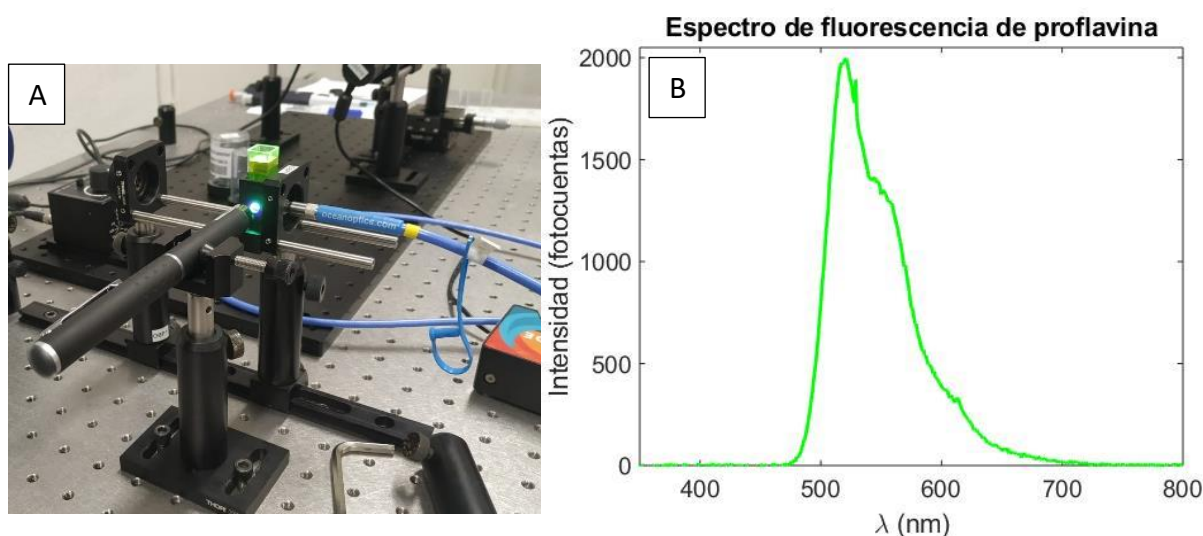 A
oceanoptics.com
THOR
Espectro de fluorescencia de proflavina
B
Intensidad (fotocuentas)
2000
1500
1000
500
0
400
500
600
700
800
λ (nm)